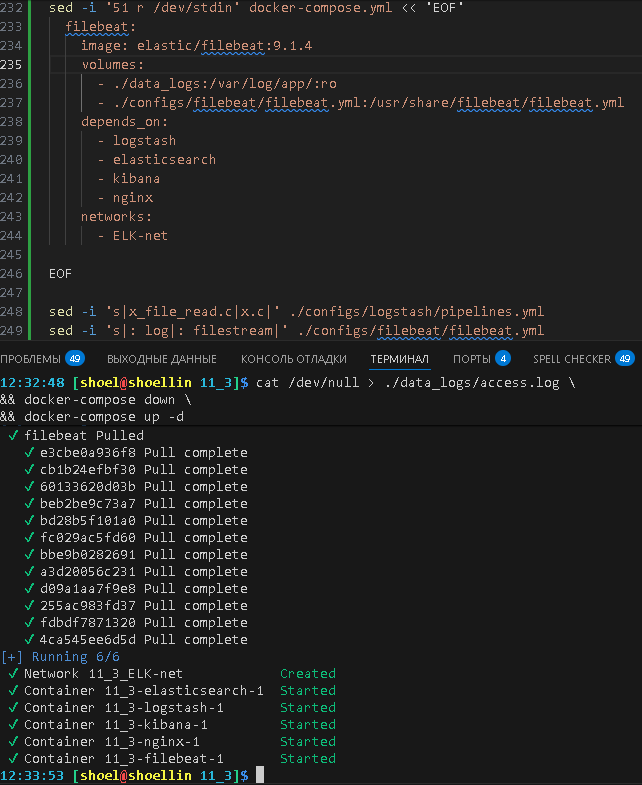 232 sed -i '51 r /dev/stdin' docker-compose.yml << 'EOF'
233 filebeat:
234 image: elastic/filebeat:9.1.4
235 volumes:
236 - ./data_logs:/var/log/app/:ro
237 - ./configs/filebeat/filebeat.yml:/usr/share/filebeat/filebeat.yml
238 depends_on:
239 - logstash
240 - elasticsearch
241 - kibana
242 - nginx
243 networks:
244 - ELK-net
245
246 EOF
247
248 sed -i 's|x_file_read.c|x.c|' ./configs/logstash/pipelines.yml
249 sed -i 's|: log|: filestream|' ./configs/filebeat/filebeat.yml
ПРОБЛЕМЫ 49 ВЫХОДНЫЕ ДАННЫЕ КОНСОЛЬ ОТЛАДКИ ТЕРМИНАЛ ПОРТЫ 4 SPELL CHECKER 49
12:32:48 [shoel@shoellin 11_3]$ cat /dev/null > ./data_logs/access.log \
&& docker-compose down \
&& docker-compose up -d
✓ filebeat Pulled
✓ e3cbe0a936f8 Pull complete
✓ cb1b24efbf30 Pull complete
✓ 60133620d03b Pull complete
✓ beb2be9c73a7 Pull complete
✓ bd28b5f101a0 Pull complete
✓ fc029ac5fd60 Pull complete
✓ bbe9b0282691 Pull complete
✓ a3d20056c231 Pull complete
✓ d09a1aa7f9e8 Pull complete
✓ 255ac983fd37 Pull complete
✓ fdbdf7871320 Pull complete
✓ 4ca545ee6d5d Pull complete
[+] Running 6/6
✓ Network 11_3_ELK-net Created
✓ Container 11_3-elasticsearch-1 Started
✓ Container 11_3-logstash-1 Started
✓ Container 11_3-kibana-1 Started
✓ Container 11_3-nginx-1 Started
✓ Container 11_3-filebeat-1 Started
12:33:53 [shoel@shoellin 11_3]$